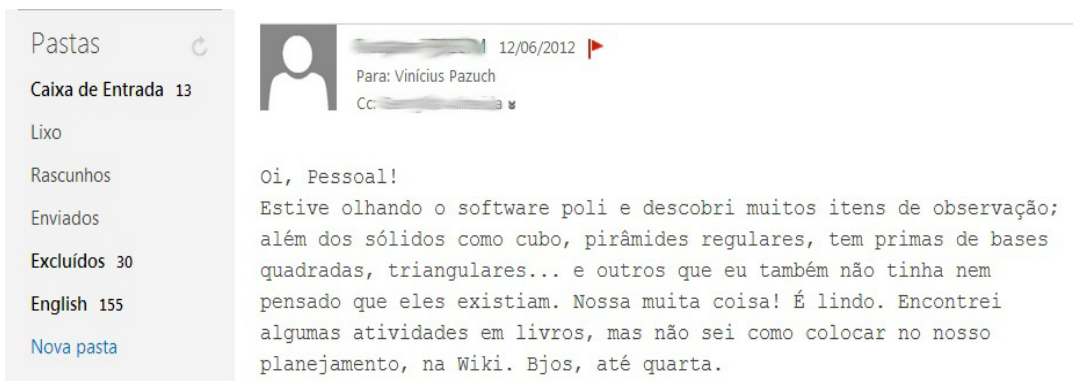 Pastas
Caixa de Entrada 13
Lixo
Rascunhos
Enviados
Excluídos 30
English 155
Nova pasta
12/06/2012
Para: Vinícius Pazuch
Cc:
Oi, Pessoal!
Estive olhando o software poli e descobri muitos itens de observação;
além dos sólidos como cubo, pirâmides regulares, tem primas de bases
quadradas, triangulares... e outros que eu também não tinha nem
pensado que eles existiam. Nossa muita coisa! É lindo. Encontrei
algumas atividades em livros, mas não sei como colocar no nosso
planejamento, na Wiki. Bjos, até quarta.